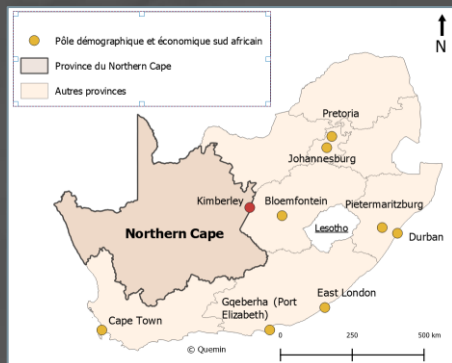 Pôle démographique et économique sud africain
Province du Northern Cape
Autres provinces
N
Pretoria
Johannesburg
Kimberley
Bloemfontein
Pietermaritzburg
Lesotho
Northern Cape
Durban
East London
Gqeberha (Port
Elizabeth)
Cape Town
0 250 500 km
© Quemin